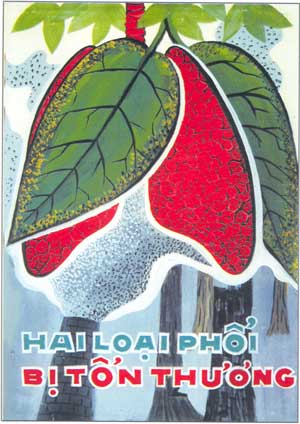 HAI LOẠI PHỔI
BỊ TỔN THƯƠNG